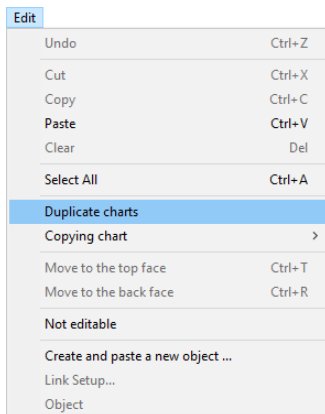 Edit
Undo Ctrl+Z
Cut Ctrl+X
Copy Ctrl+C
Paste Ctrl+V
Clear Del
Select All Ctrl+A
Duplicate charts
Copying chart >
Move to the top face Ctrl+T
Move to the back face Ctrl+R
Not editable
Create and paste a new object ...
Link Setup...
Object